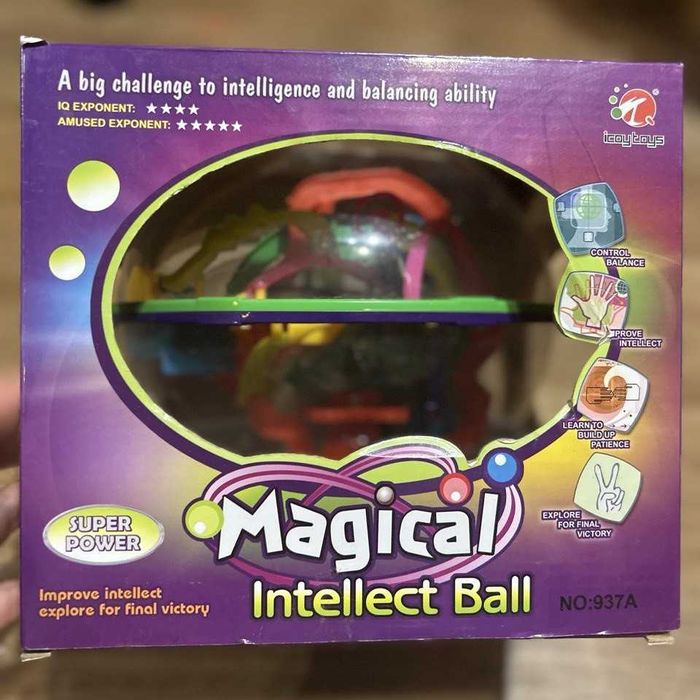 A big challenge to intelligence and balancing ability
IQ EXPONENT: ★★★★
AMUSED EXPONENT: ★★★★★
icoytoys
CONTROL
BALANCE
PROVE
INTELLECT
LEARN TO
BUILD UP
PATIENCE
EXPLORE
FOR FINAL
VICTORY
SUPER
POWER
Magical
Intellect Ball
Improve intellect
explore for final victory
NO:937A